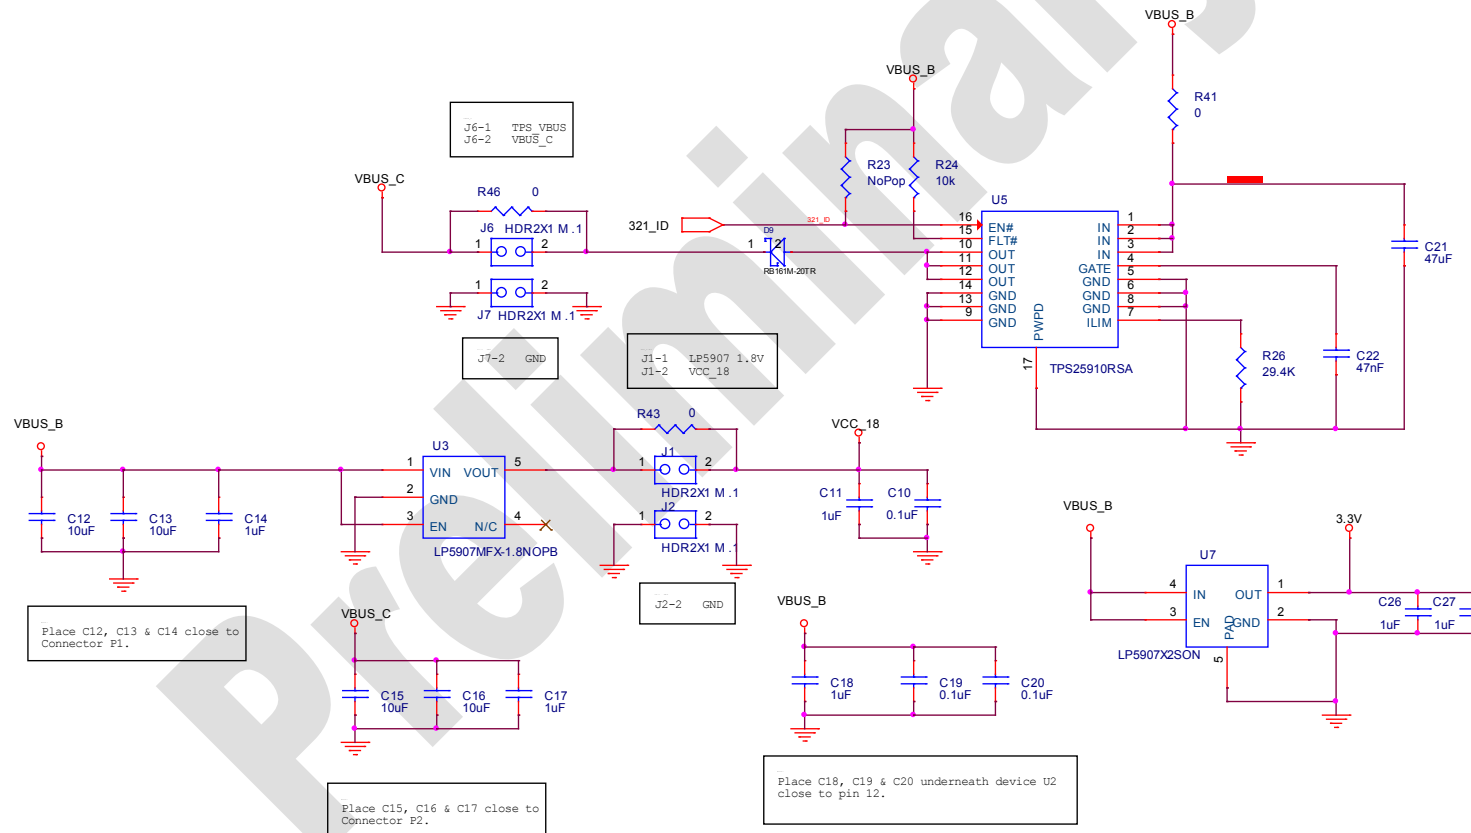 Preliminary
VBUS_B
VBUS_B
R41
0
J6-1 TPS_VBUS
J6-2 VBUS_C
R23
NoPop
R24
10k
VBUS_C
R46 0
U5
J6 HDR2X1 M .1
1 2
321_ID
321_ID
D9
1 2
RB161M-20TR
16 EN#
15 FLT#
10 OUT
11 OUT
12 OUT
14 GND
13 GND
9 GND
IN 1
IN 2
IN 3
GATE 4
GND 5
GND 6
GND 8
ILIM 7
PWPD
17
TPS25910RSA
C21
47uF
1 2
J7 HDR2X1 M .1
J7-2 GND
J1-1 LP5907 1.8V
J1-2 VCC_18
R26
29.4K
C22
47nF
VBUS_B
U3
R43 0
VCC_18
1 VIN VOUT 5
2 GND
3 EN N/C 4
LP5907MFX-1.8NOPB
J1
1 2
HDR2X1 M .1
J2
1 2
HDR2X1 M .1
C12
10uF
C13
10uF
C14
1uF
C11
1uF
C10
0.1uF
VBUS_B
3.3V
U7
4 IN OUT 1
3 EN GND 2
PAD
5
LP5907X2SON
C26
1uF
C27
1uF
J2-2 GND
Place C12, C13 & C14 close to
Connector P1.
VBUS_C
C15
10uF
C16
10uF
C17
1uF
VBUS_B
C18
1uF
C19
0.1uF
C20
0.1uF
Place C15, C16 & C17 close to
Connector P2.
Place C18, C19 & C20 underneath device U2
close to pin 12.